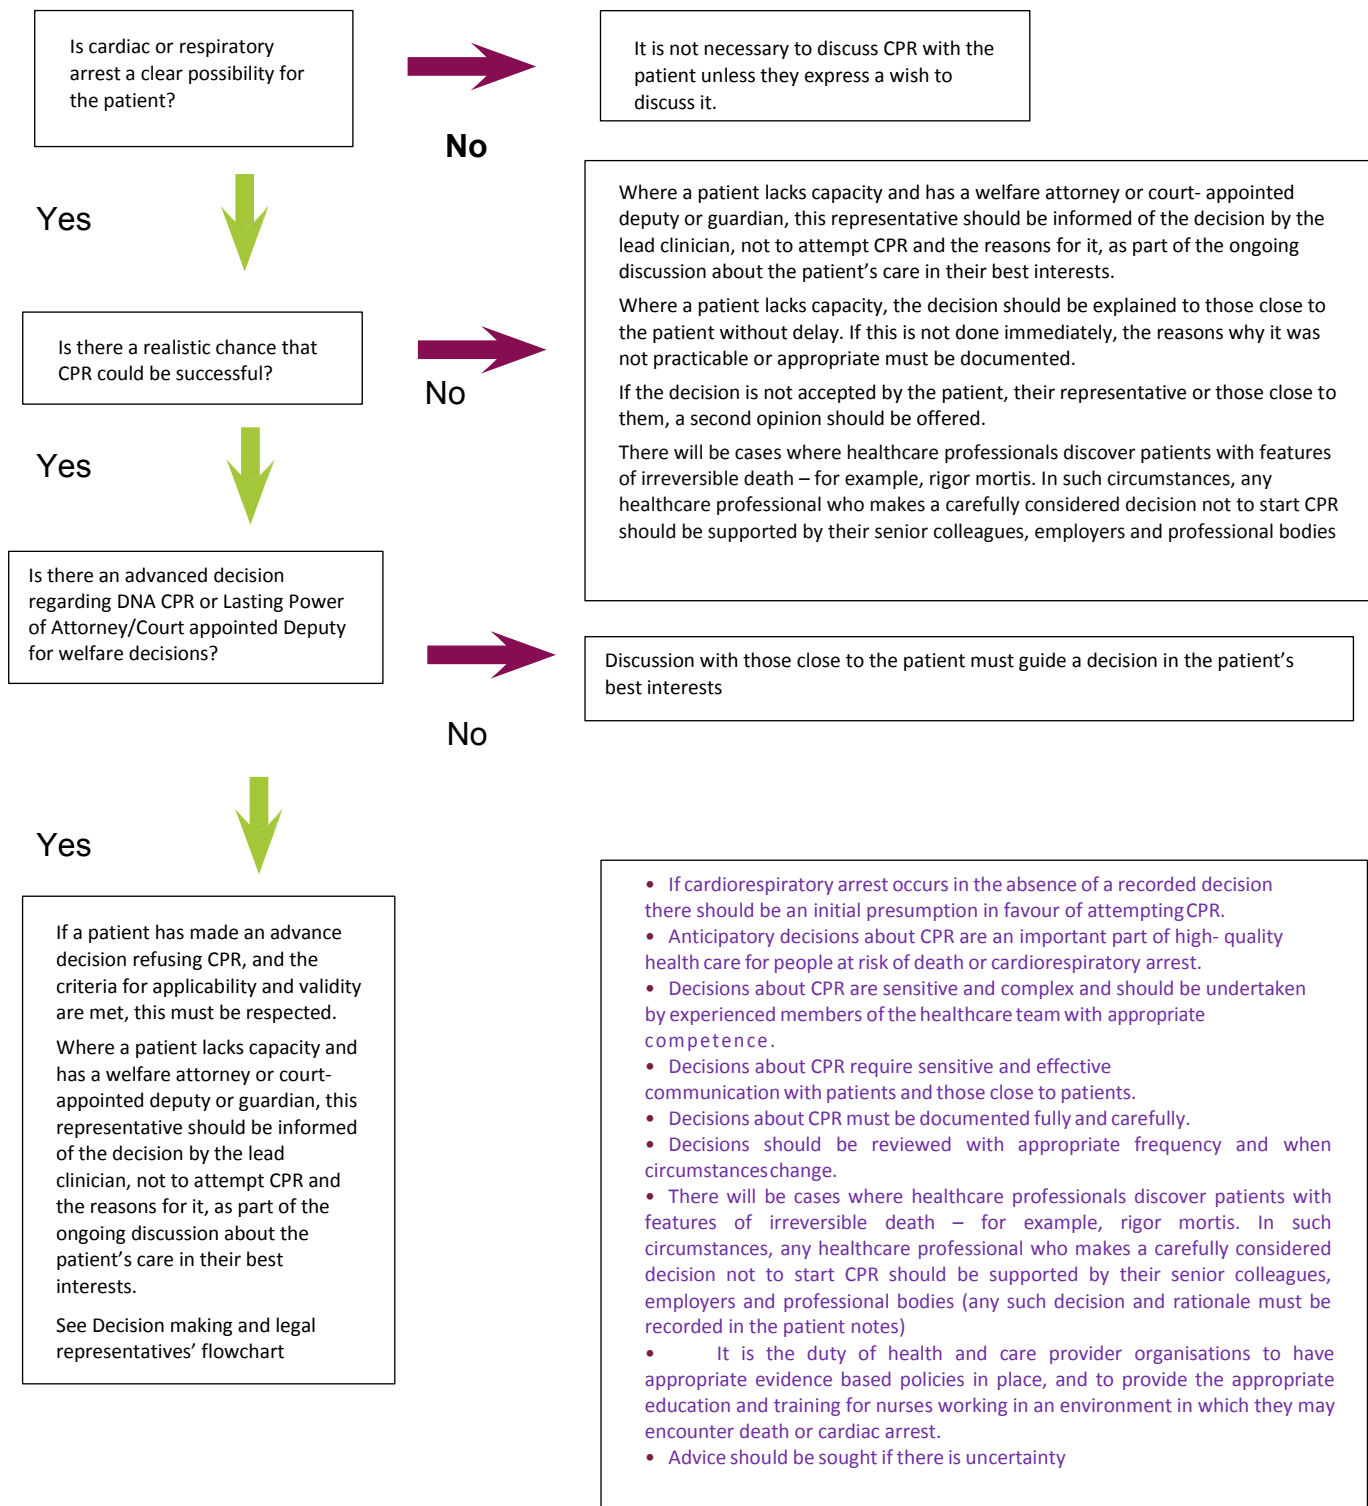 Is cardiac or respiratory
arrest a clear possibility for
the patient?
No
It is not necessary to discuss CPR with the
patient unless they express a wish to
discuss it.
Yes
Is there a realistic chance that
CPR could be successful?
No
Where a patient lacks capacity and has a welfare attorney or court- appointed
deputy or guardian, this representative should be informed of the decision by the
lead clinician, not to attempt CPR and the reasons for it, as part of the ongoing
discussion about the patient’s care in their best interests.
Where a patient lacks capacity, the decision should be explained to those close to
the patient without delay. If this is not done immediately, the reasons why it was
not practicable or appropriate must be documented.
If the decision is not accepted by the patient, their representative or those close to
them, a second opinion should be offered.
There will be cases where healthcare professionals discover patients with features
of irreversible death – for example, rigor mortis. In such circumstances, any
healthcare professional who makes a carefully considered decision not to start CPR
should be supported by their senior colleagues, employers and professional bodies
Yes
Is there an advanced decision
regarding DNA CPR or Lasting Power
of Attorney/Court appointed Deputy
for welfare decisions?
No
Discussion with those close to the patient must guide a decision in the patient’s
best interests
Yes
If a patient has made an advance
decision refusing CPR, and the
criteria for applicability and validity
are met, this must be respected.
Where a patient lacks capacity and
has a welfare attorney or court-
appointed deputy or guardian, this
representative should be informed
of the decision by the lead
clinician, not to attempt CPR and
the reasons for it, as part of the
ongoing discussion about the
patient’s care in their best
interests.
See Decision making and legal
representatives’ flowchart
• If cardiorespiratory arrest occurs in the absence of a recorded decision
there should be an initial presumption in favour of attempting CPR.
• Anticipatory decisions about CPR are an important part of high- quality
health care for people at risk of death or cardiorespiratory arrest.
• Decisions about CPR are sensitive and complex and should be undertaken
by experienced members of the healthcare team with appropriate
competence.
• Decisions about CPR require sensitive and effective
communication with patients and those close to patients.
• Decisions about CPR must be documented fully and carefully.
• Decisions should be reviewed with appropriate frequency and when
circumstances change.
• There will be cases where healthcare professionals discover patients with
features of irreversible death – for example, rigor mortis. In such
circumstances, any healthcare professional who makes a carefully considered
decision not to start CPR should be supported by their senior colleagues,
employers and professional bodies (any such decision and rationale must be
recorded in the patient notes)
• It is the duty of health and care provider organisations to have
appropriate evidence based policies in place, and to provide the appropriate
education and training for nurses working in an environment in which they may
encounter death or cardiac arrest.
• Advice should be sought if there is uncertainty